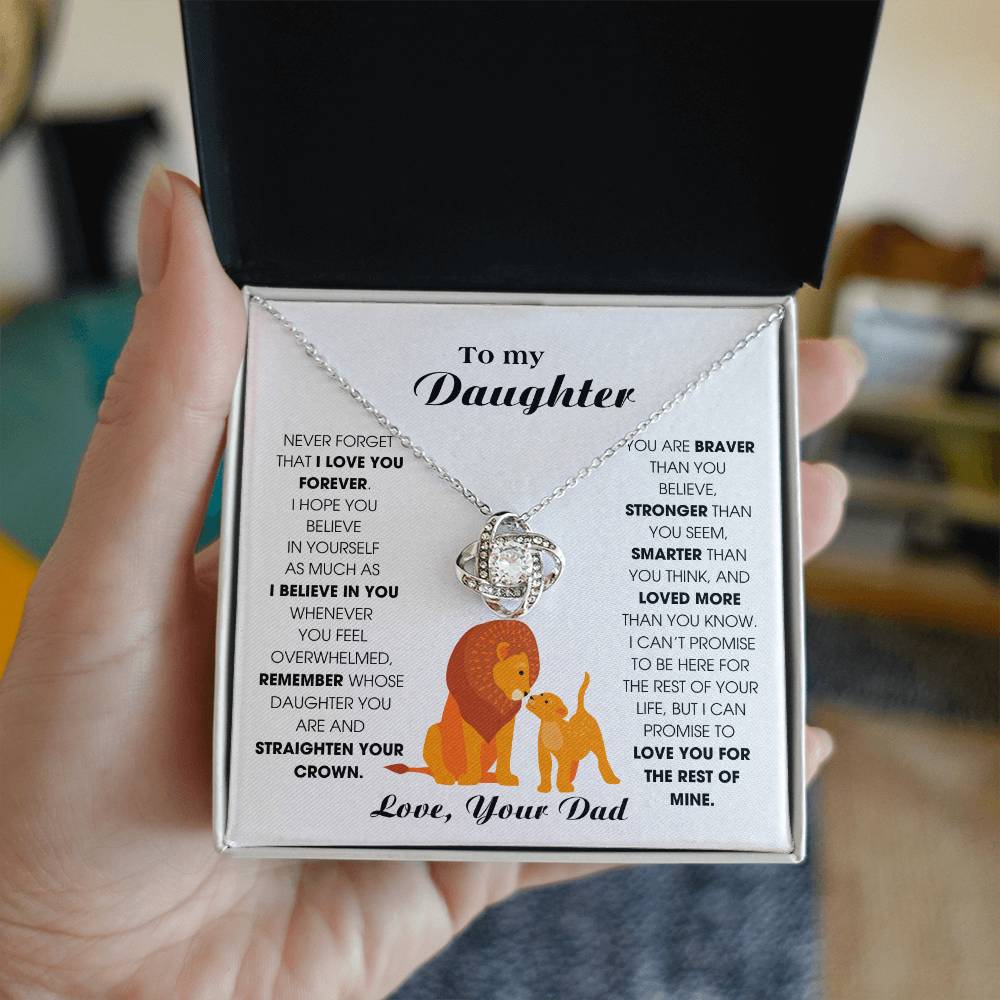 To my
Daughter
NEVER FORGET
THAT I LOVE YOU
FOREVER.
I HOPE YOU
BELIEVE
IN YOURSELF
AS MUCH AS
I BELIEVE IN YOU
WHENEVER
YOU FEEL
OVERWHELMED,
REMEMBER WHOSE
DAUGHTER YOU
ARE AND
STRAIGHTEN YOUR
CROWN.
YOU ARE BRAVER
THAN YOU
BELIEVE,
STRONGER THAN
YOU SEEM,
SMARTER THAN
YOU THINK, AND
LOVED MORE
THAN YOU KNOW.
I CAN'T PROMISE
TO BE HERE FOR
THE REST OF YOUR
LIFE, BUT I CAN
PROMISE TO
LOVE YOU FOR
THE REST OF
MINE.
Love, Your Dad